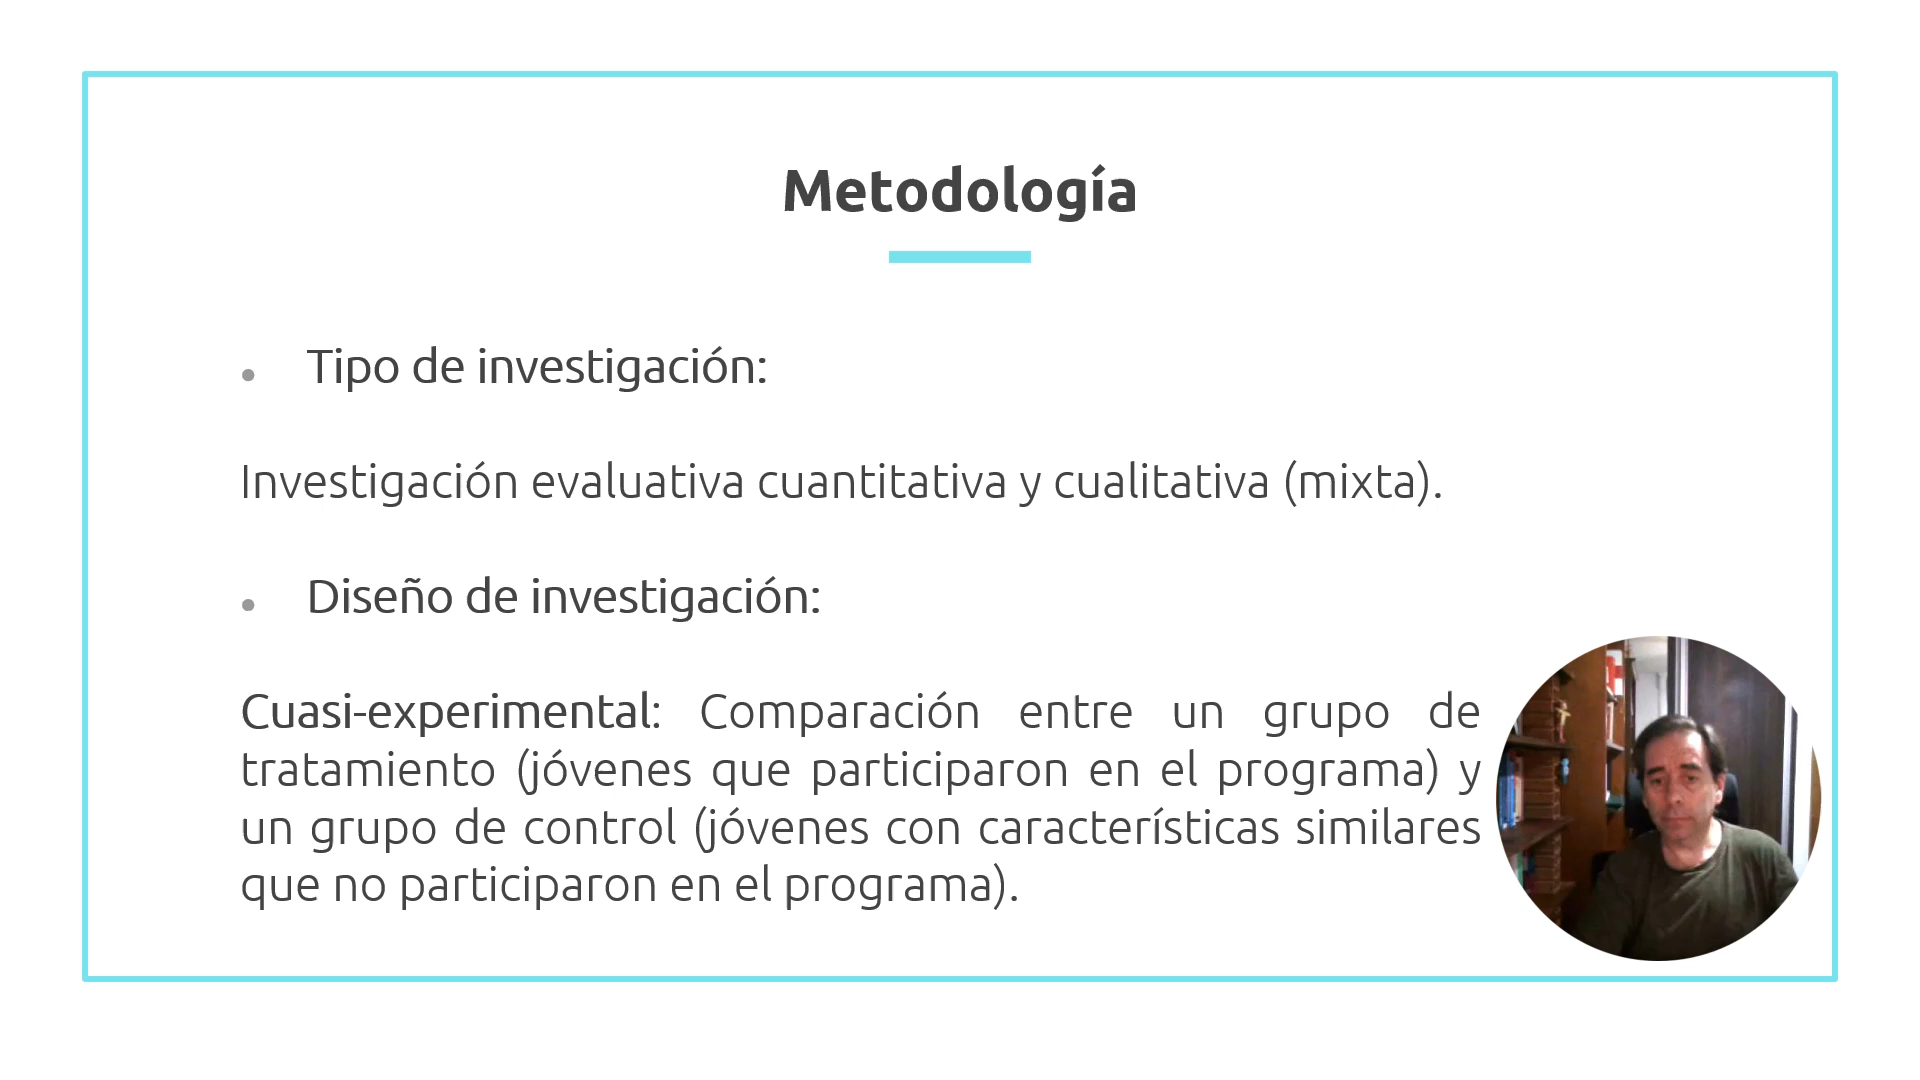 Metodología
• Tipo de investigación:
Investigación evaluativa cuantitativa y cualitativa (mixta).
• Diseño de investigación:
Cuasi-experimental: Comparación entre un grupo de
tratamiento (jóvenes que participaron en el programa) y
un grupo de control (jóvenes con características similares
que no participaron en el programa).